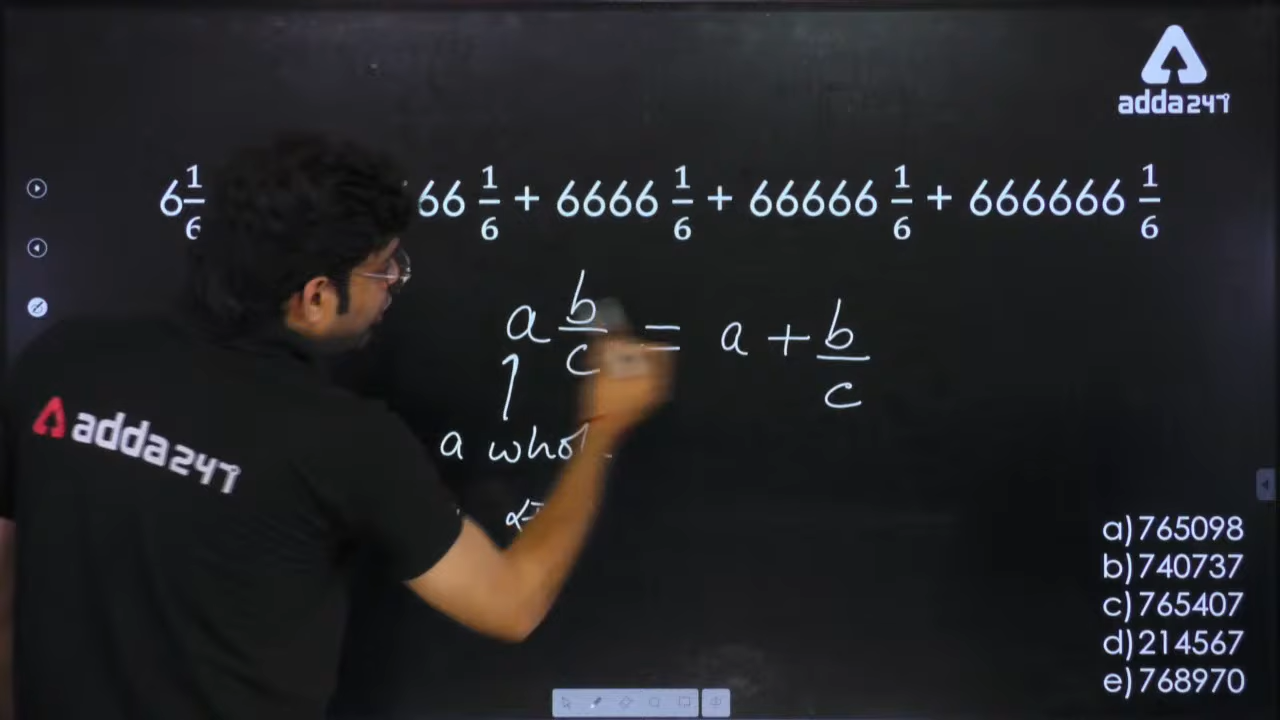 adda247
6 1/6 66 1/6 + 6666 1/6 + 66666 1/6 + 666666 1/6
a b/c = a + b/c
a
adda247
a)765098
b)740737
c)765407
d)214567
e)768970